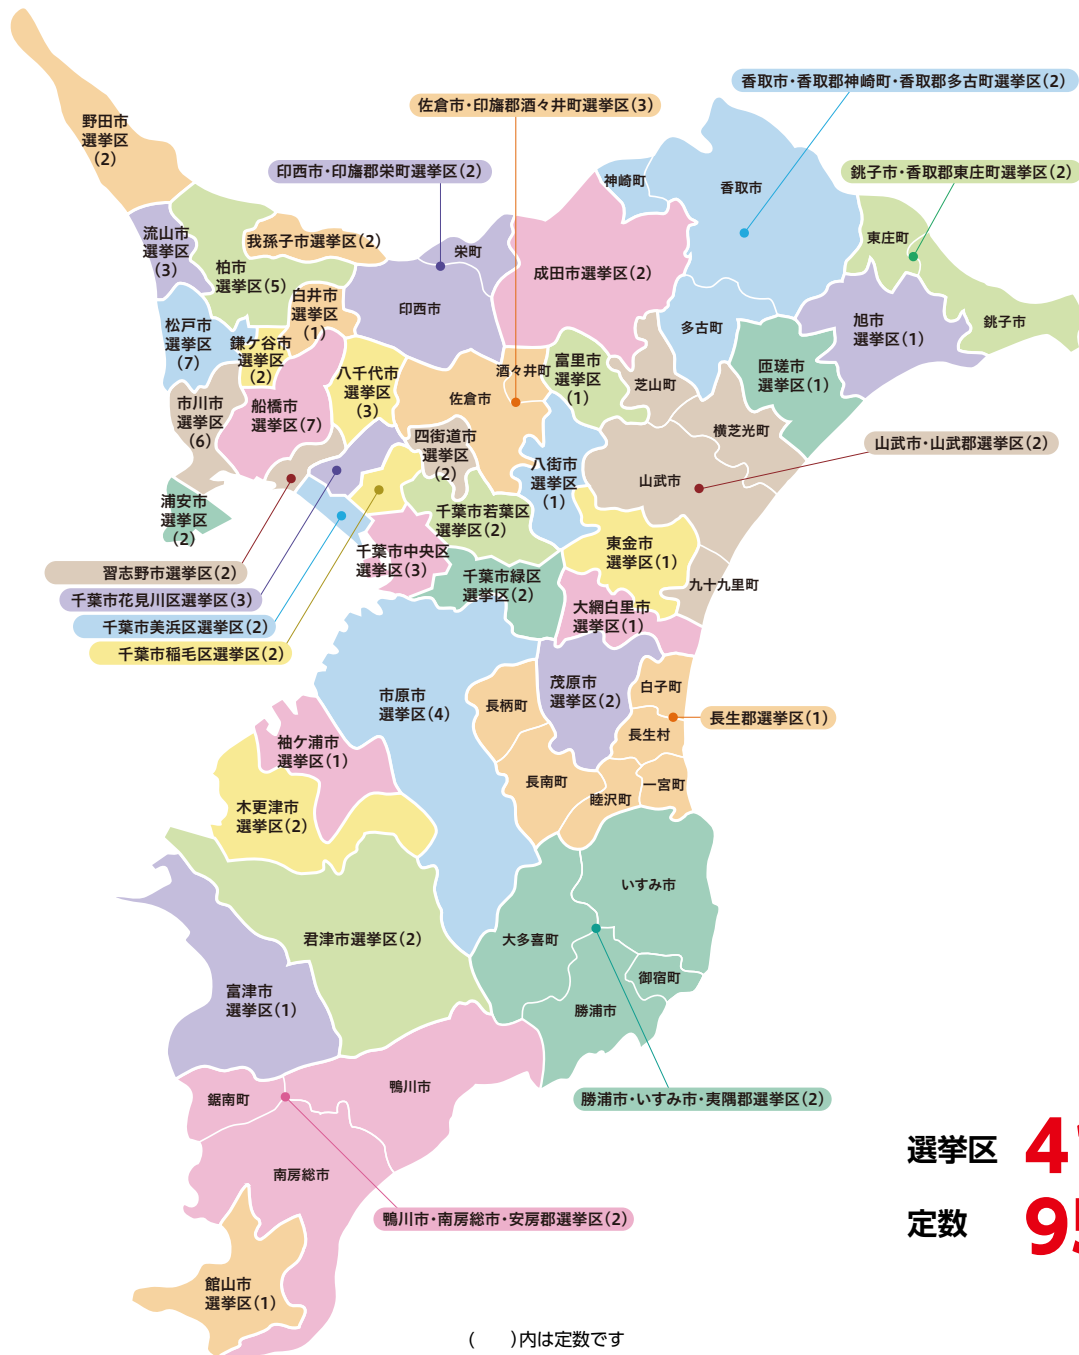 香取市・香取郡神崎町・香取郡多古町選挙区(2)
佐倉市・印旛郡酒々井町選挙区(3)
野田市
選挙区
(2)
印西市・印旛郡栄町選挙区(2)
銚子市・香取郡東庄町選挙区(2)
神崎町
香取市
流山市
選挙区
(3)
我孫子市選挙区(2)
栄町
東庄町
柏市
選挙区(5)
成田市選挙区(2)
白井市
選挙区
(1)
印西市
松戸市
選挙区
(7)
鎌ケ谷市
選挙区
(2)
多古町
旭市
選挙区(1)
銚子市
八千代市
選挙区
(3)
酒々井町
富里市
選挙区
(1)
芝山町
匝瑳市
選挙区(1)
市川市
選挙区
(6)
船橋市
選挙区(7)
佐倉市
四街道市
選挙区
(2)
横芝光町
山武市・山武郡選挙区(2)
八街市
選挙区
(1)
山武市
浦安市
選挙区
(2)
千葉市若葉区
選挙区(2)
千葉市中央区
選挙区(3)
東金市
選挙区(1)
習志野市選挙区(2)
千葉市花見川区選挙区(3)
千葉市美浜区選挙区(2)
千葉市稲毛区選挙区(2)
千葉市緑区
選挙区(2)
九十九里町
大網白里市
選挙区(1)
市原市
選挙区(4)
長柄町
茂原市
選挙区(2)
白子町
長生郡選挙区(1)
長生村
袖ケ浦市
選挙区(1)
長南町
睦沢町
一宮町
木更津市
選挙区(2)
いすみ市
君津市選挙区(2)
大多喜町
御宿町
富津市
選挙区(1)
勝浦市
鋸南町
鴨川市
勝浦市・いすみ市・夷隅郡選挙区(2)
選挙区 4
南房総市
定数 9
鴨川市・南房総市・安房郡選挙区(2)
館山市
選挙区(1)
(　　)内は定数です